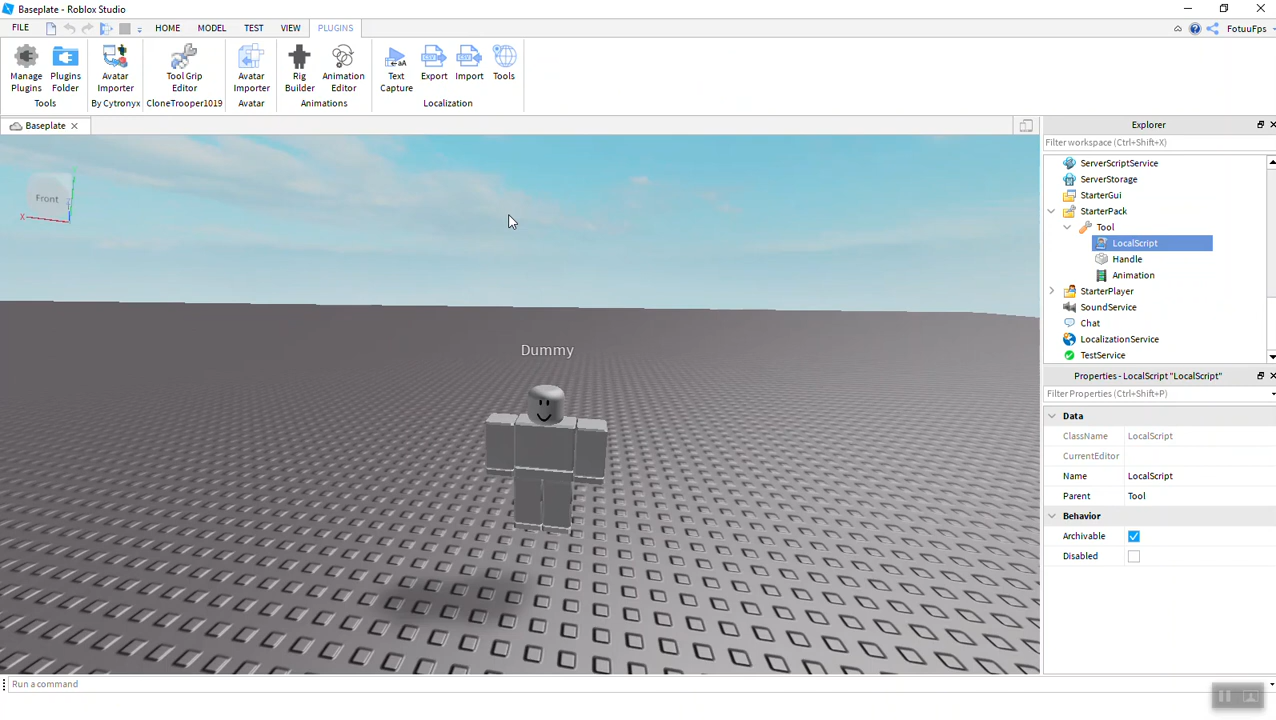 Baseplate - Roblox Studio
FILE HOME MODEL TEST VIEW PLUGINS FotuuFps
Manage Plugins
Plugins Folder
Avatar Importer
Tool Grip Editor
Avatar Importer
Rig Builder
Animation Editor
Text Capture
Export
Import
Tools
Tools By Cytronyx CloneTrooper1019 Avatar Animations Localization
Baseplate
Explorer
Filter workspace (Ctrl+Shift+X)
ServerScriptService
ServerStorage
StarterGui
StarterPack
Tool
LocalScript
Handle
Animation
StarterPlayer
SoundService
Chat
LocalizationService
TestService
Front
X
Dummy
Properties - LocalScript "LocalScript"
Filter Properties (Ctrl+Shift+P)
Data
ClassName LocalScript
CurrentEditor
Name LocalScript
Parent Tool
Behavior
Archivable
Disabled
Run a command